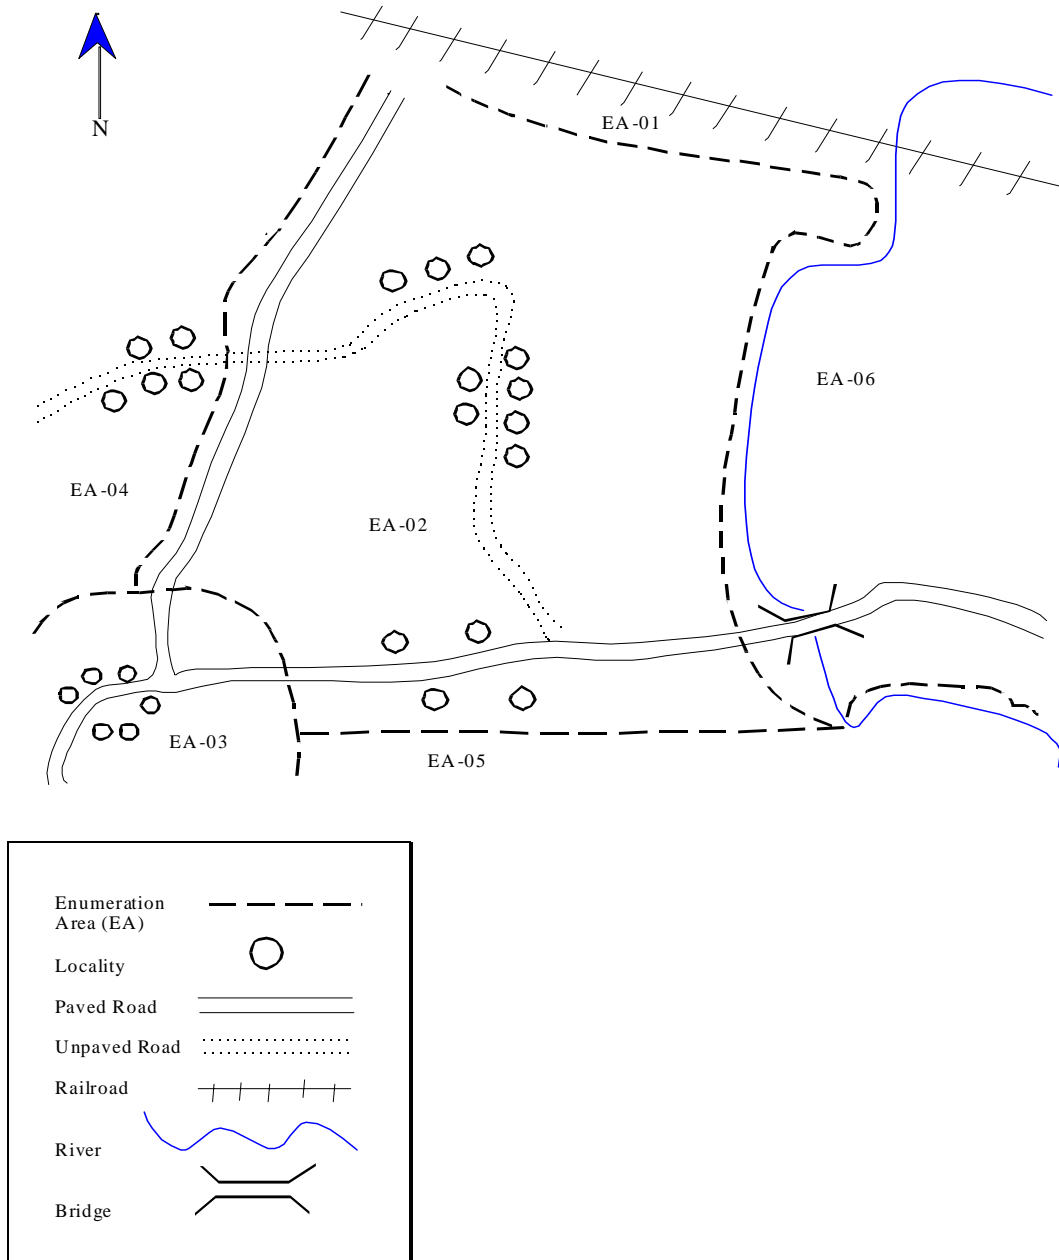 N
EA-01
EA-06
EA-04
EA-02
EA-03
EA-05
Enumeration
Area (EA)
Locality
Paved Road
Unpaved Road
Railroad
River
Bridge